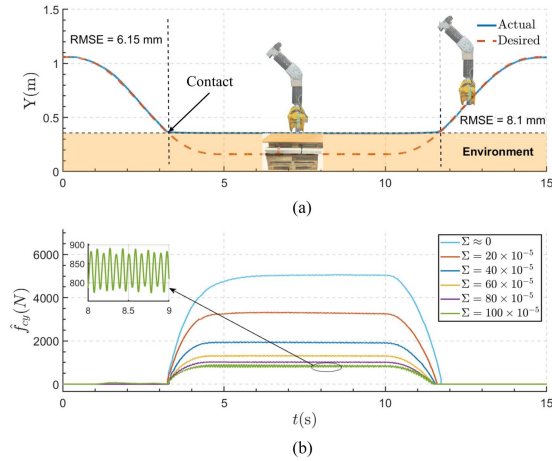 1.5
1
0.5
0
Y(m)
RMSE = 6.15 mm
Contact
Actual
Desired
RMSE = 8.1 mm
Environment
0 5 10 15
(a)
6000
4000
2000
0
f̂ey(N)
900
850
800
750
8 8.5 9
Σ ≈ 0
Σ = 20 × 10⁻⁵
Σ = 40 × 10⁻⁵
Σ = 60 × 10⁻⁵
Σ = 80 × 10⁻⁵
Σ = 100 × 10⁻⁵
0 5 10 15
t(s)
(b)